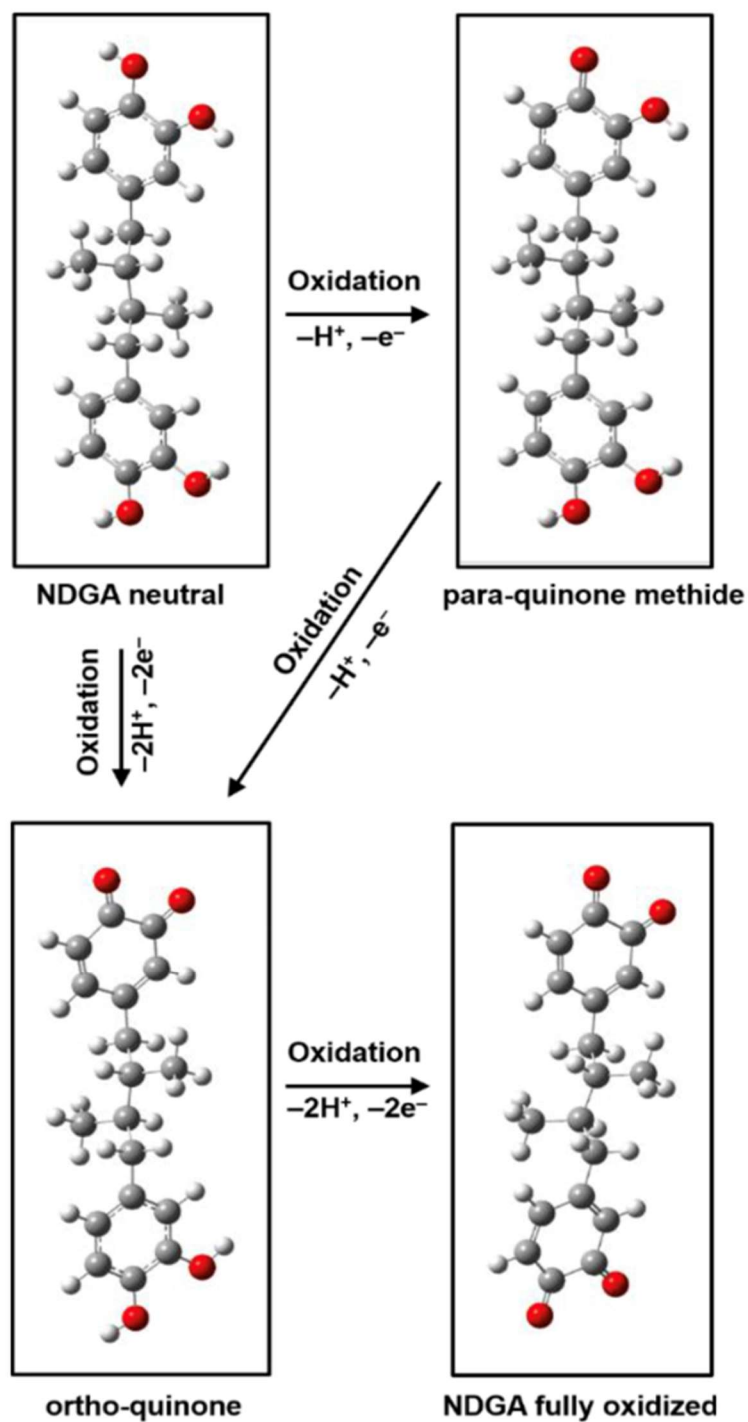 Oxidation
–H⁺, –e⁻
NDGA neutral
para-quinone methide
Oxidation
–2H⁺, –2e⁻
Oxidation
–H⁺, –e⁻
Oxidation
–2H⁺, –2e⁻
ortho-quinone
NDGA fully oxidized